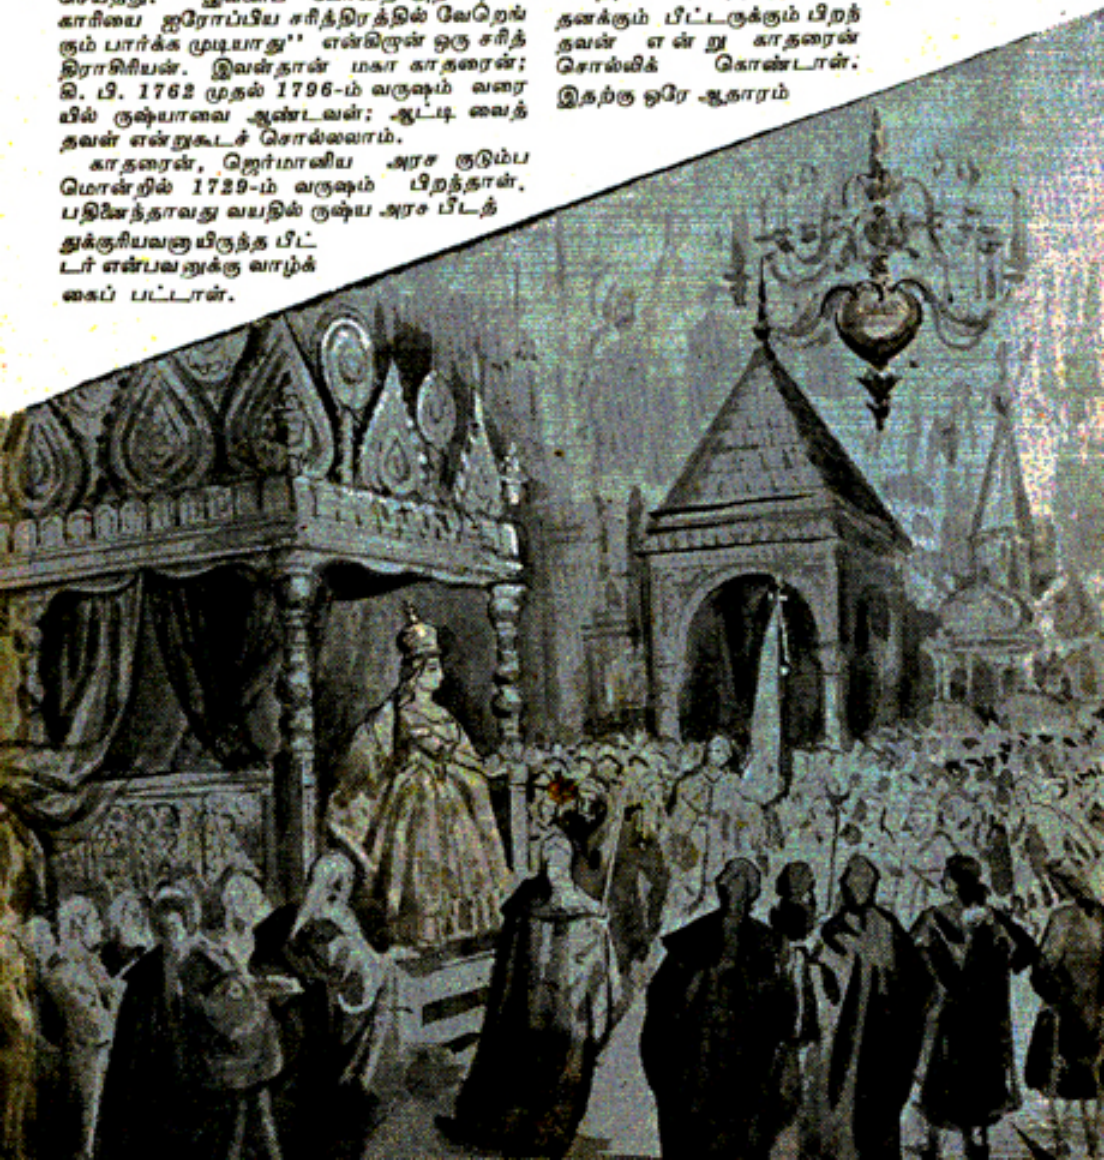 காரியை ஐரோப்பிய சரித்திரத்தில் வேறெங்
கும் பார்க்க முடியாது" என்கிறான் ஒரு சரித்
திராசிரியன். இவள்தான் மகா காதரைன்;
கி. பி. 1762 முதல் 1796-ம் வருஷம் வரை
யில் ருஷ்யாவை ஆண்டவள்; ஆட்டி வைத்
தவள் என்றுகூடச் சொல்லலாம்.
காதரைன், ஜெர்மானிய அரச குடும்ப
மொன்றில் 1729-ம் வருஷம் பிறந்தாள்.
பதினைந்தாவது வயதில் ருஷ்ய அரச பீடத்
துக்குரியவனாயிருந்த பீட்
டர் என்பவனுக்கு வாழ்க்
கைப் பட்டாள்.
தனக்கும் பீட்டருக்கும் பிறந்
தவன் என்று காதரைன்
சொல்லிக் கொண்டாள்.
இதற்கு ஒரே ஆதாரம்